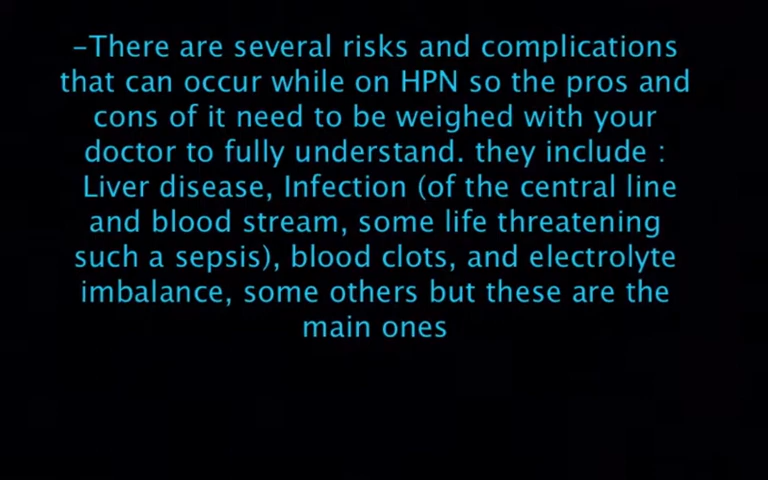 -There are several risks and complications
that can occur while on HPN so the pros and
cons of it need to be weighed with your
doctor to fully understand. they include :
Liver disease, Infection (of the central line
and blood stream, some life threatening
such a sepsis), blood clots, and electrolyte
imbalance, some others but these are the
main ones